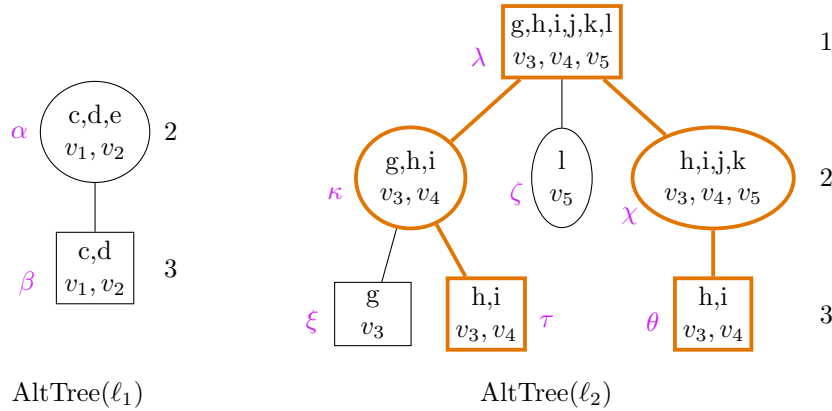 g,h,i,j,k,l
v₃, v₄, v₅
λ
1
c,d,e
v₁, v₂
α
2
g,h,i
v₃, v₄
κ
l
v₅
ζ
h,i,j,k
v₃, v₄, v₅
χ
2
c,d
v₁, v₂
β
3
g
v₃
ξ
h,i
v₃, v₄
τ
θ
h,i
v₃, v₄
3
AltTree(ℓ₁)
AltTree(ℓ₂)